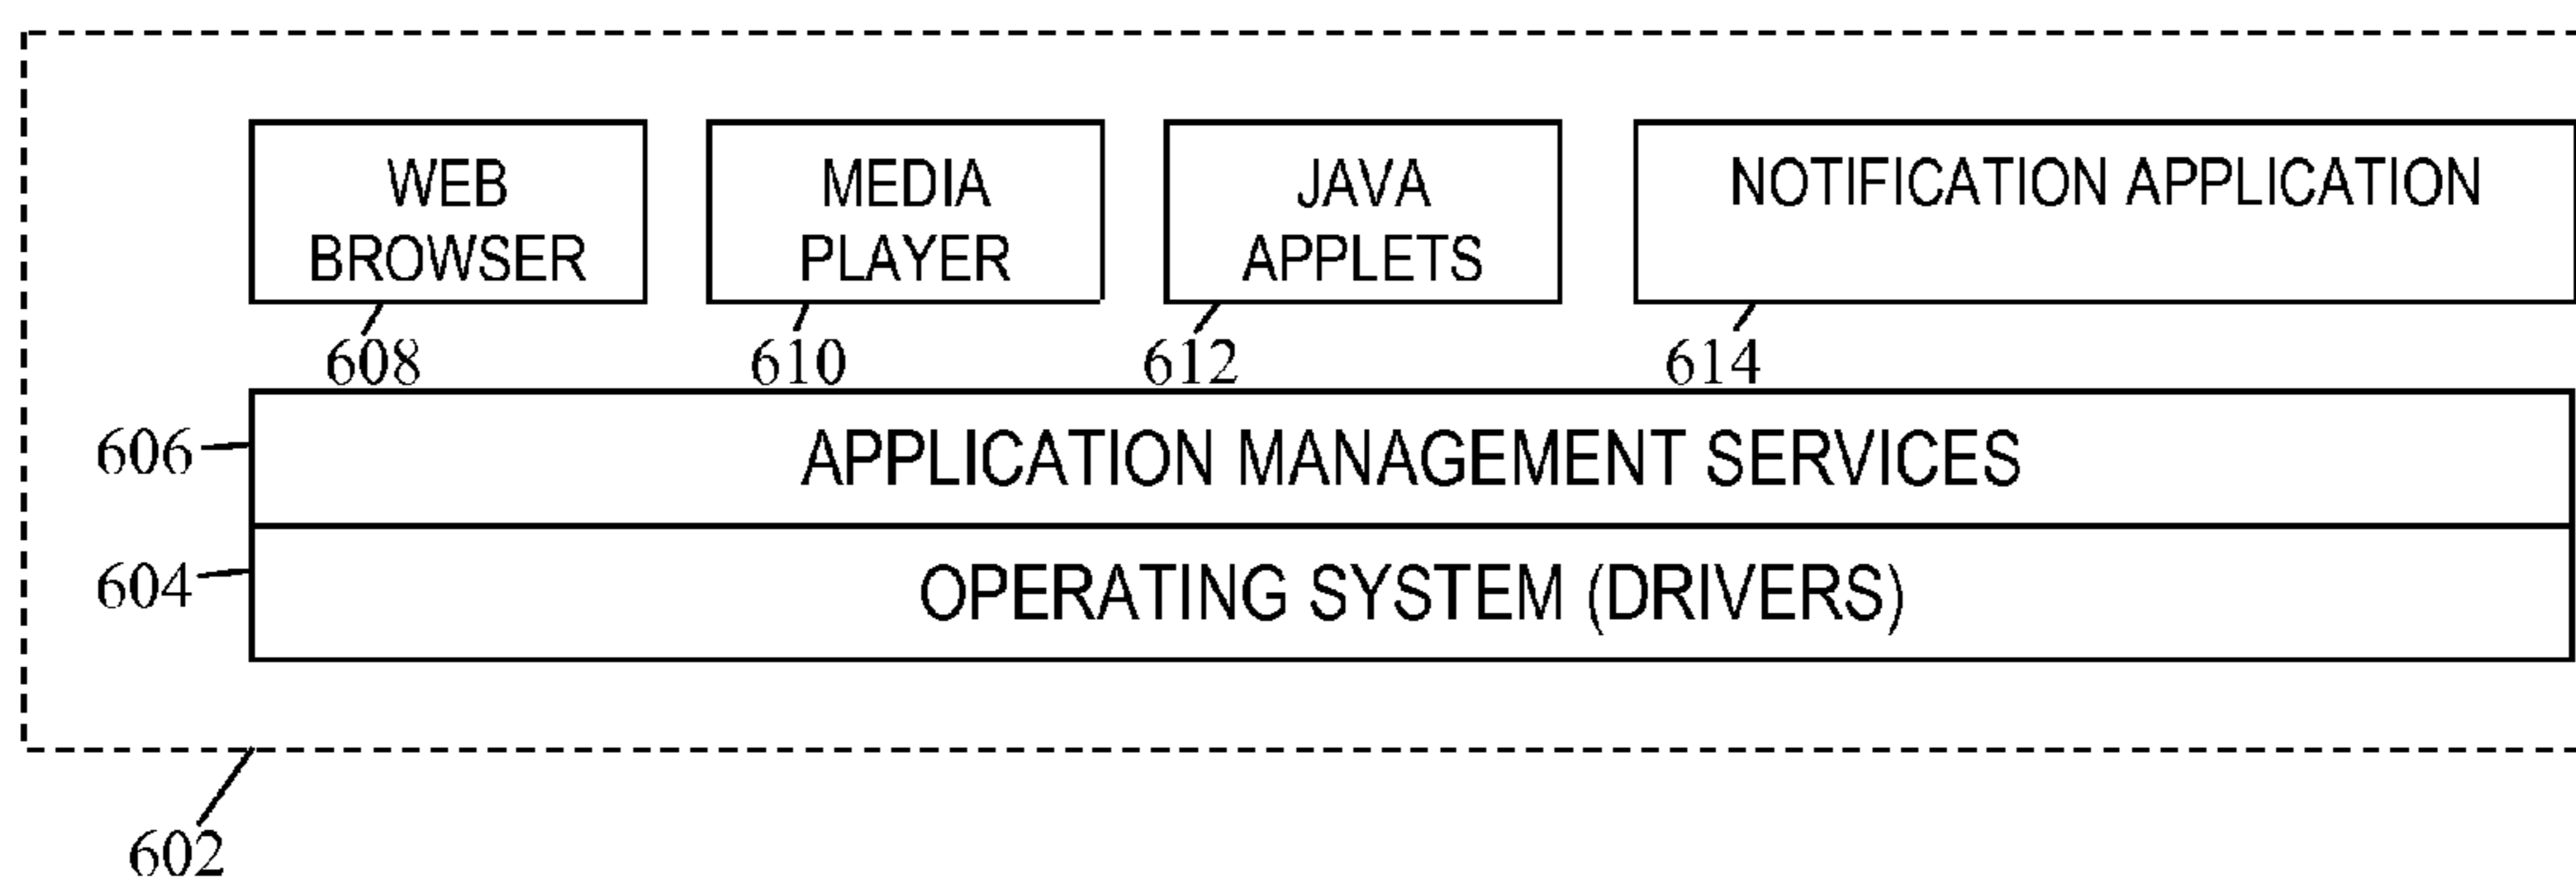 WEB
BROWSER
MEDIA
PLAYER
JAVA
APPLETS
NOTIFICATION APPLICATION
608
610
612
614
606
APPLICATION MANAGEMENT SERVICES
604
OPERATING SYSTEM (DRIVERS)
602